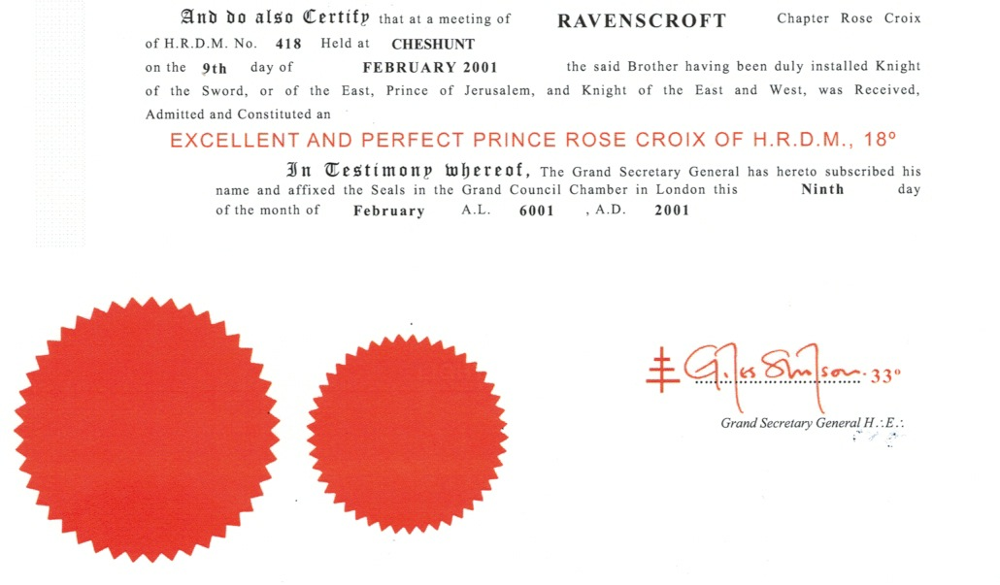 And do also Certify that at a meeting of RAVENSCROFT Chapter Rose Croix
of H.R.D.M. No. 418 Held at CHESHUNT
on the 9th day of FEBRUARY 2001 the said Brother having been duly installed Knight
of the Sword, or of the East, Prince of Jerusalem, and Knight of the East and West, was Received,
Admitted and Constituted an
EXCELLENT AND PERFECT PRINCE ROSE CROIX OF H.R.D.M., 18º
In Testimony whereof, The Grand Secretary General has hereto subscribed his
name and affixed the Seals in the Grand Council Chamber in London this Ninth day
of the month of February A.L. 6001 , A.D. 2001
33º
Grand Secretary General H∴E∴